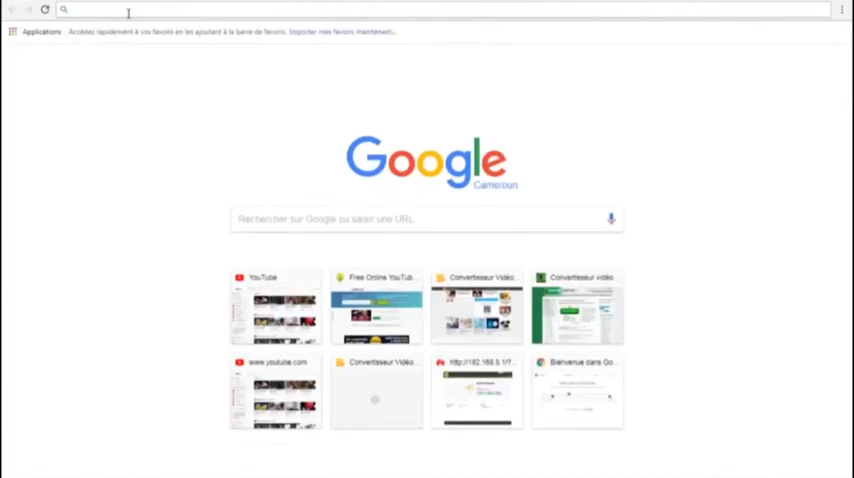 Applications Accédez rapidement à vos favoris en les ajoutant à la barre de favoris. Importer mes favoris maintenant...
Google
Cameroun
Rechercher sur Google ou saisir une URL
YouTube
Free Online YouTub...
Convertisseur Vidéo...
Convertisseur vidéo...
www.youtube.com
Convertisseur Vidéo...
http://192.168.8.1/?...
Bienvenue dans Go...